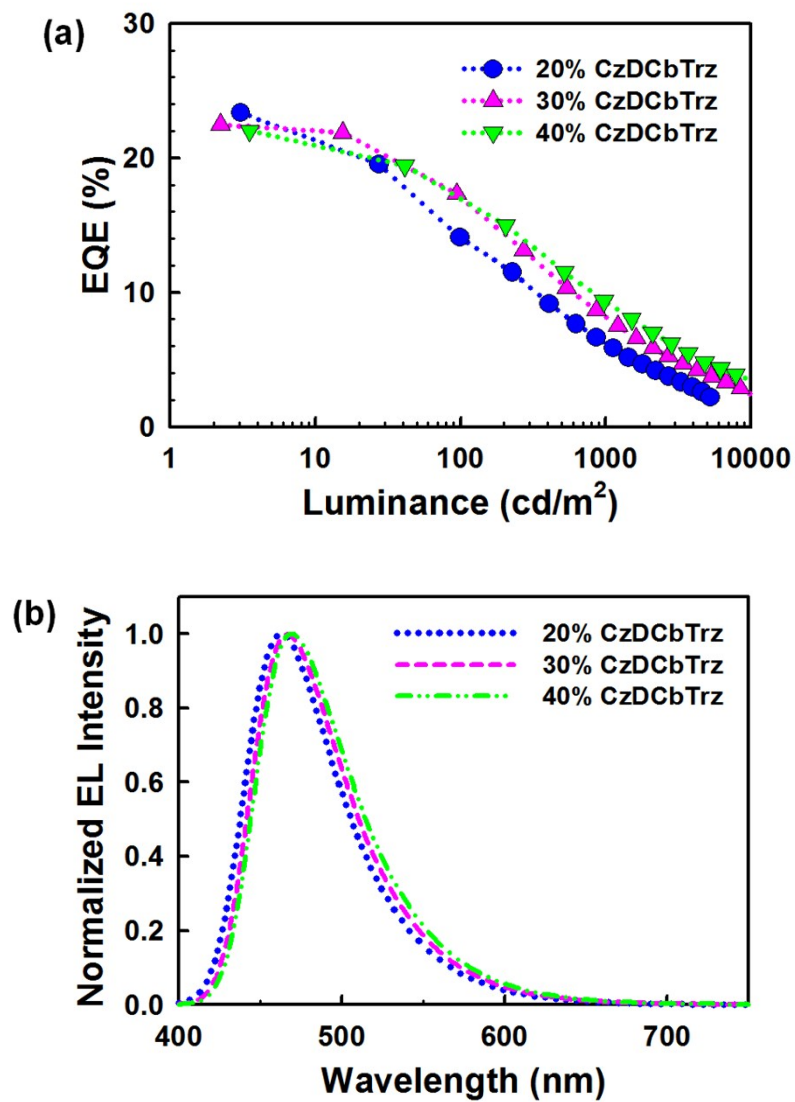 (a)
30
20
10
0
EQE (%)
20% CzDCbTrz
30% CzDCbTrz
40% CzDCbTrz
1 10 100 1000 10000
Luminance (cd/m²)
(b)
1.0
0.8
0.6
0.4
0.2
0.0
Normalized EL Intensity
20% CzDCbTrz
30% CzDCbTrz
40% CzDCbTrz
400 500 600 700
Wavelength (nm)